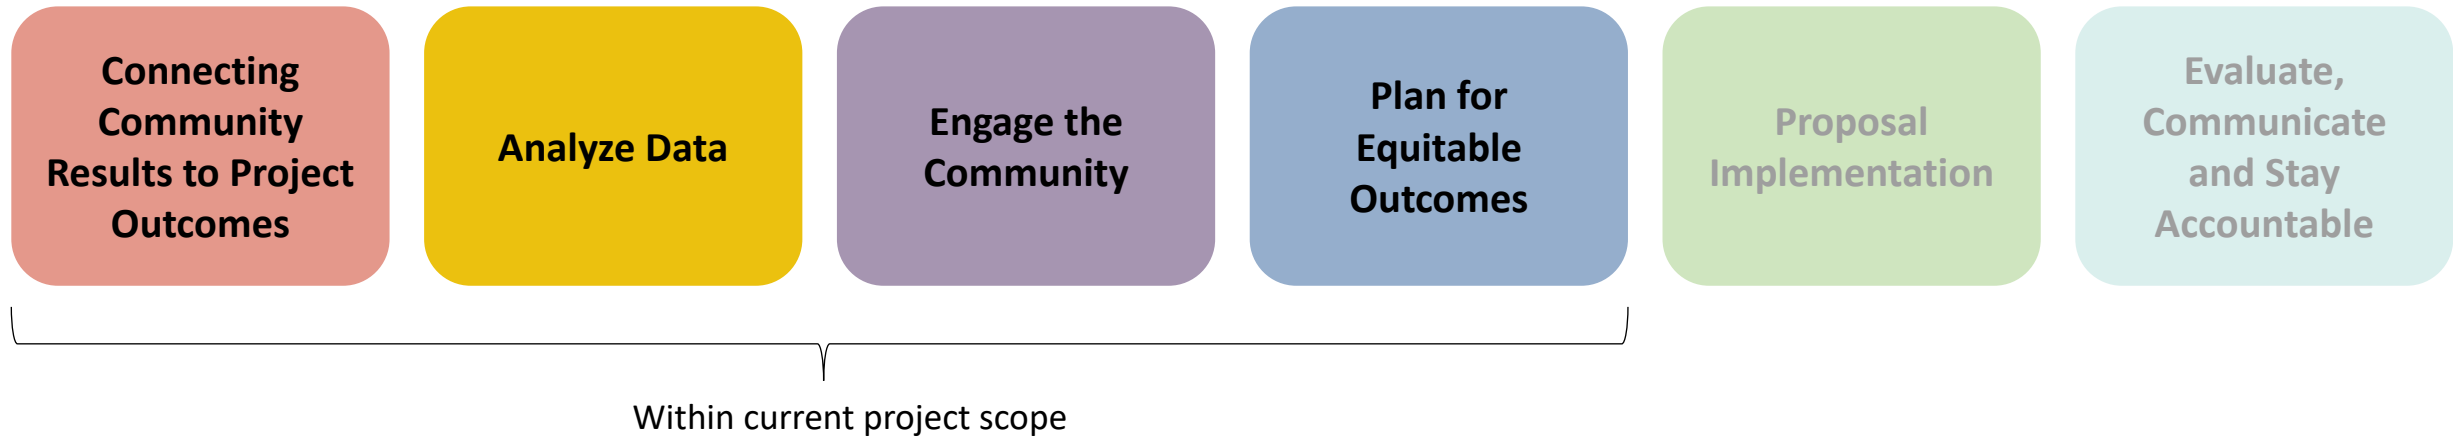 Connecting
Community
Results to Project
Outcomes
Analyze Data
Engage the
Community
Plan for
Equitable
Outcomes
Proposal
Implementation
Evaluate,
Communicate
and Stay
Accountable
Within current project scope